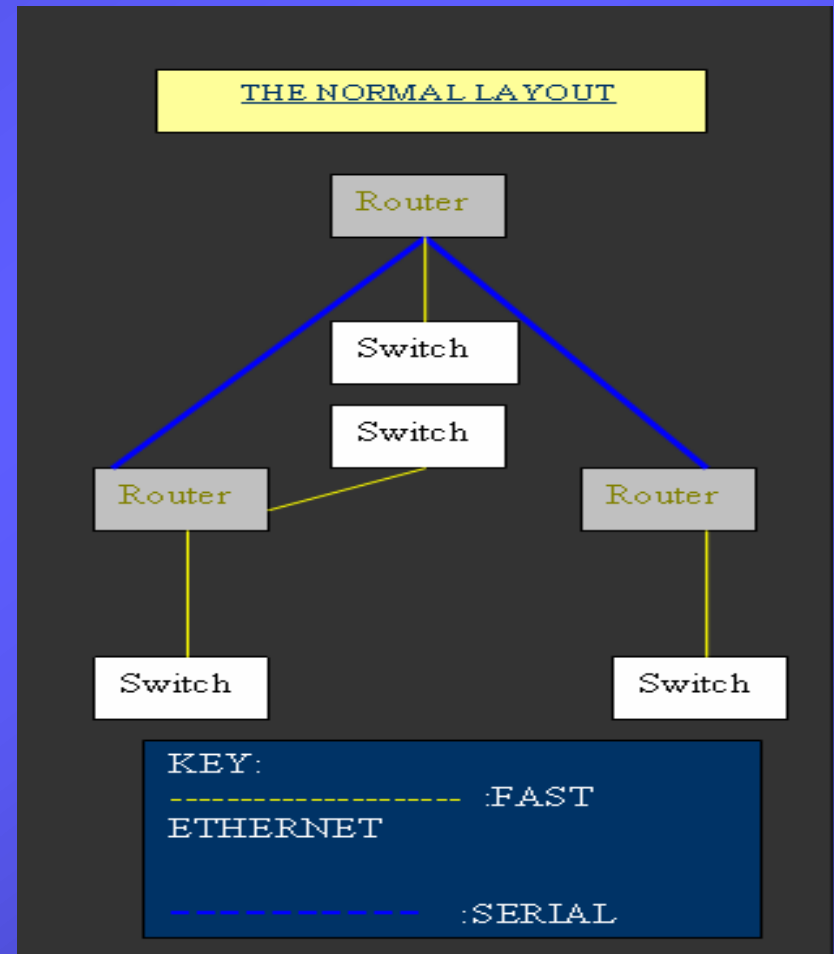 THE NORMAL LAYOUT
Router
Switch
Switch
Router
Router
Switch
Switch
KEY:
--------------------- :FAST
ETHERNET
----------- :SERIAL